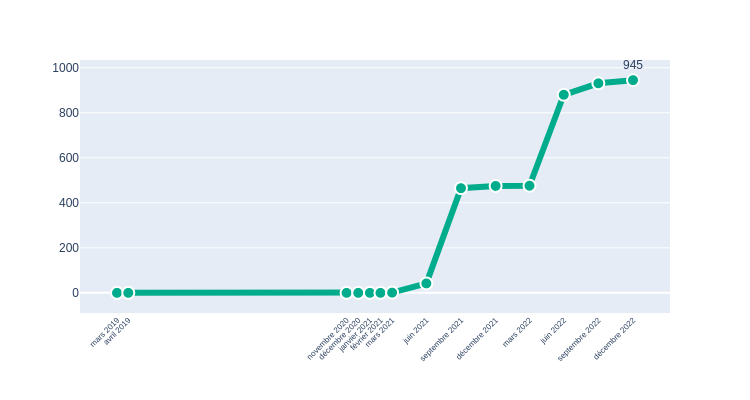 945
1000
800
600
400
200
0
mars 2019
avril 2019
novembre 2020
décembre 2020
janvier 2021
février 2021
mars 2021
juin 2021
septembre 2021
décembre 2021
mars 2022
juin 2022
septembre 2022
décembre 2022